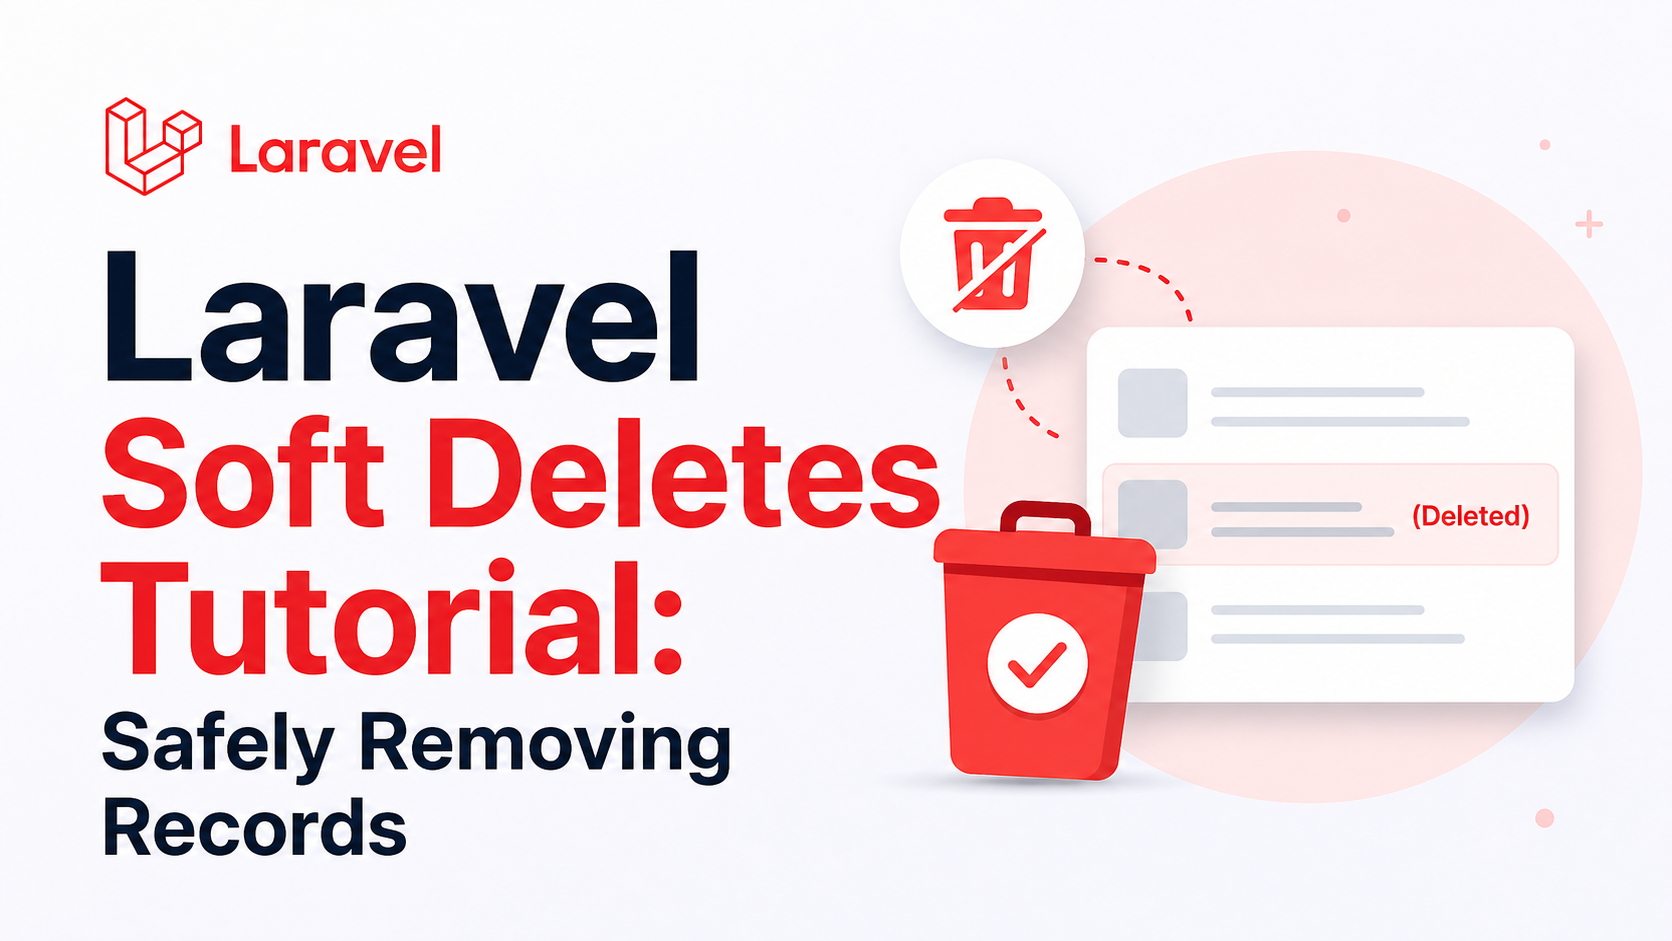 Laravel
Laravel
Soft Deletes
Tutorial:
Safely Removing
Records
(Deleted)